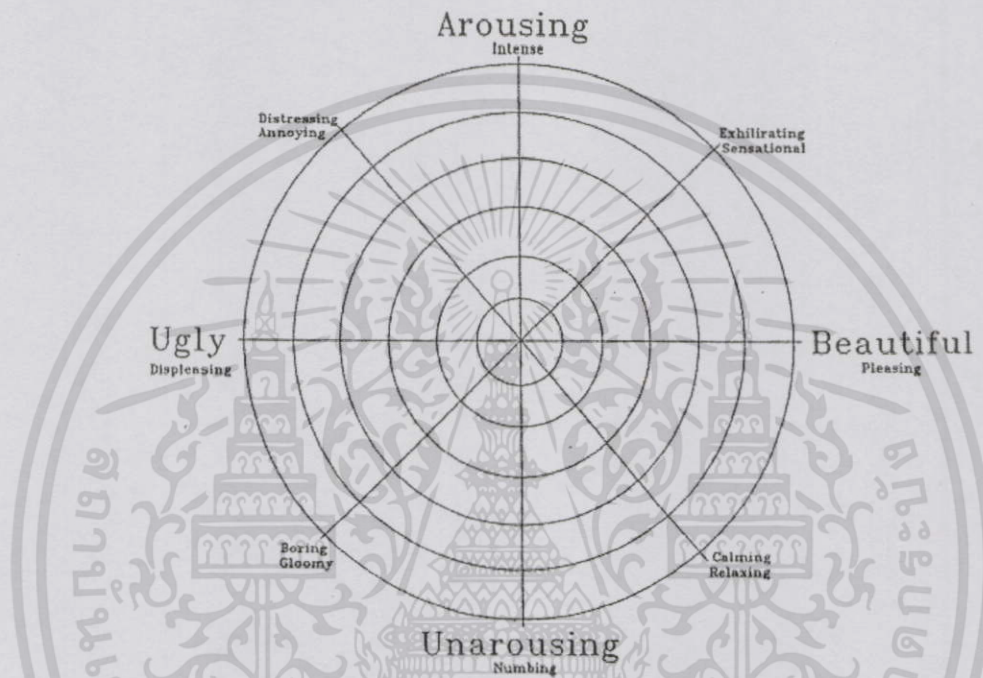 Arousing
Intense
Distressing
Annoying
Exhilirating
Sensational
Ugly
Displeasing
Beautiful
Pleasing
Boring
Gloomy
Calming
Relaxing
Unarousing
Numbing